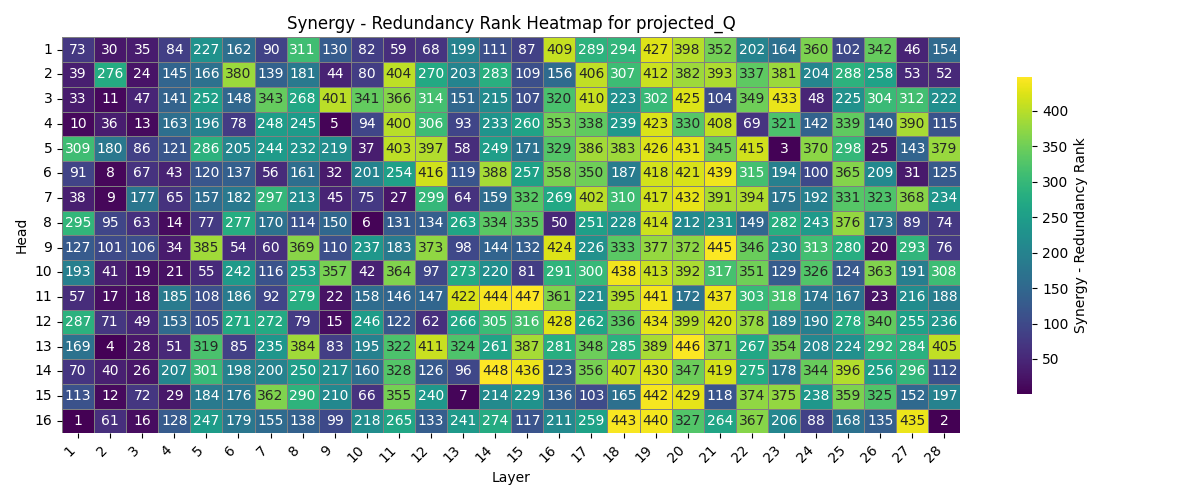 Synergy - Redundancy Rank Heatmap for projected_Q
1 73 30 35 84 227 162 90 311 130 82 59 68 199 111 87 409 289 294 427 398 352 202 164 360 102 342 46 154
2 39 276 24 145 166 380 139 181 44 80 404 270 203 283 109 156 406 307 412 382 393 337 381 204 288 258 53 52
3 33 11 47 141 252 148 343 268 401 341 366 314 151 215 107 320 410 223 302 425 104 349 433 48 225 304 312 222
4 10 36 13 163 196 78 248 245 5 94 400 306 93 233 260 353 338 239 423 330 408 69 321 142 339 140 390 115
5 309 180 86 121 286 205 244 232 219 37 403 397 58 249 171 329 386 383 426 431 345 415 3 370 298 25 143 379
6 91 8 67 43 120 137 56 161 32 201 254 416 119 388 257 358 350 187 418 421 439 315 194 100 365 209 31 125
7 38 9 177 65 157 182 297 213 45 75 27 299 64 159 332 269 402 310 417 432 391 394 175 192 331 323 368 234
8 295 95 63 14 77 277 170 114 150 6 131 134 263 334 335 50 251 228 414 212 231 149 282 243 376 173 89 74
9 127 101 106 34 385 54 60 369 110 237 183 373 98 144 132 424 226 333 377 372 445 346 230 313 280 20 293 76
10 193 41 19 21 55 242 116 253 357 42 364 97 273 220 81 291 300 438 413 392 317 351 129 326 124 363 191 308
11 57 17 18 185 108 186 92 279 22 158 146 147 422 444 447 361 221 395 441 172 437 303 318 174 167 23 216 188
12 287 71 49 153 105 271 272 79 15 246 122 62 266 305 316 428 262 336 434 399 420 378 189 190 278 340 255 236
13 169 4 28 51 319 85 235 384 83 195 322 411 324 261 387 281 348 285 389 446 371 267 354 208 224 292 284 405
14 70 40 26 207 301 198 200 250 217 160 328 126 96 448 436 123 356 407 430 347 419 275 178 344 396 256 296 112
15 113 12 72 29 184 176 362 290 210 66 355 240 7 214 229 136 103 165 442 429 118 374 375 238 359 325 152 197
16 1 61 16 128 247 179 155 138 99 218 265 133 241 274 117 211 259 443 440 327 264 367 206 88 168 135 435 2
1 2 3 4 5 6 7 8 9 10 11 12 13 14 15 16 17 18 19 20 21 22 23 24 25 26 27 28
Layer
Head
400
350
300
250
200
150
100
50
Synergy - Redundancy Rank